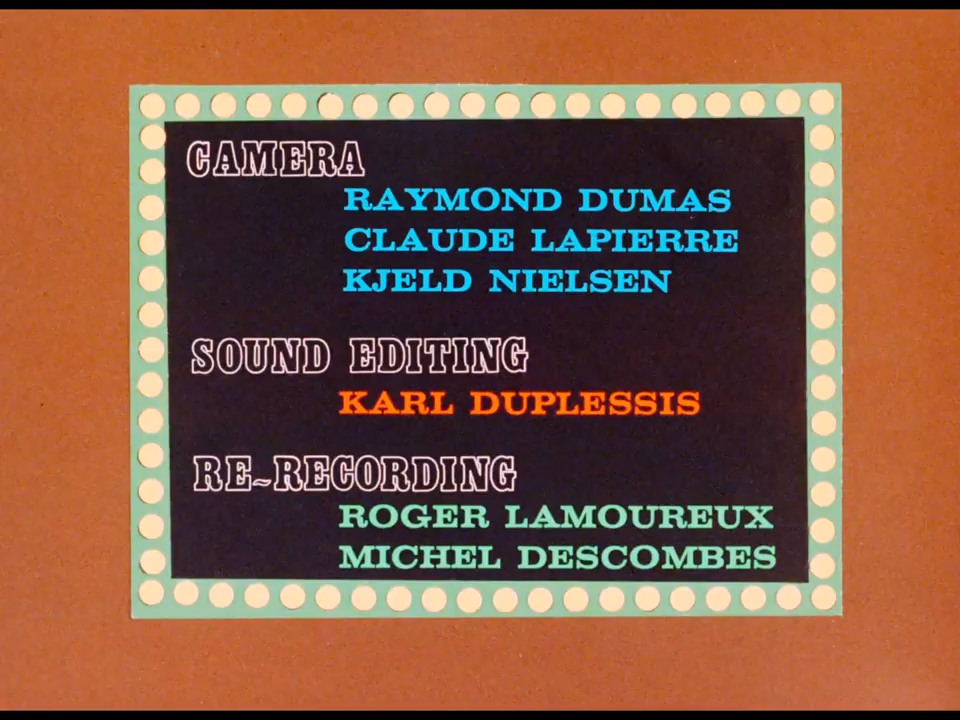 CAMERA
RAYMOND DUMAS
CLAUDE LAPIERRE
KJELD NIELSEN
SOUND EDITING
KARL DUPLESSIS
RE~RECORDING
ROGER LAMOUREUX
MICHEL DESCOMBES